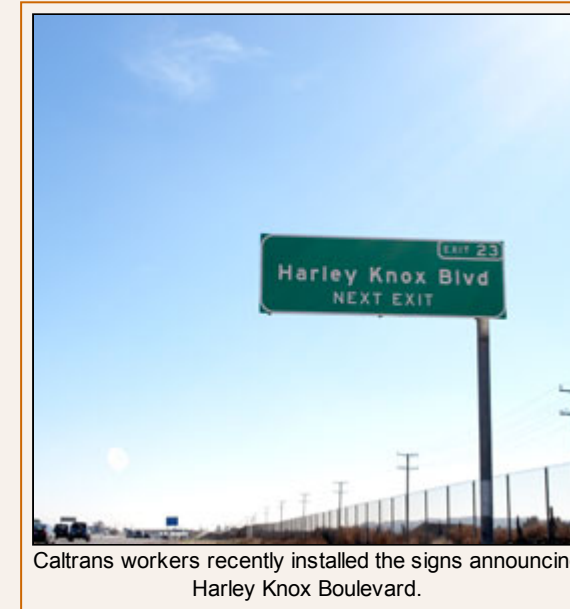 EXIT 23
Harley Knox Blvd
NEXT EXIT
Caltrans workers recently installed the signs announcin
Harley Knox Boulevard.